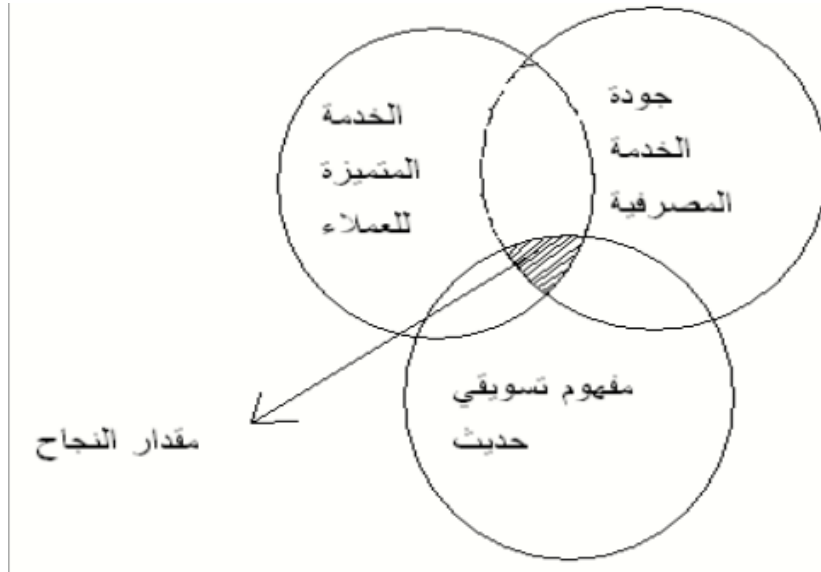 جودة
الخدمة
المصرفية
الخدمة
المتميزة
للعملاء
مفهوم تسويقي
حديث
مقدار النجاح